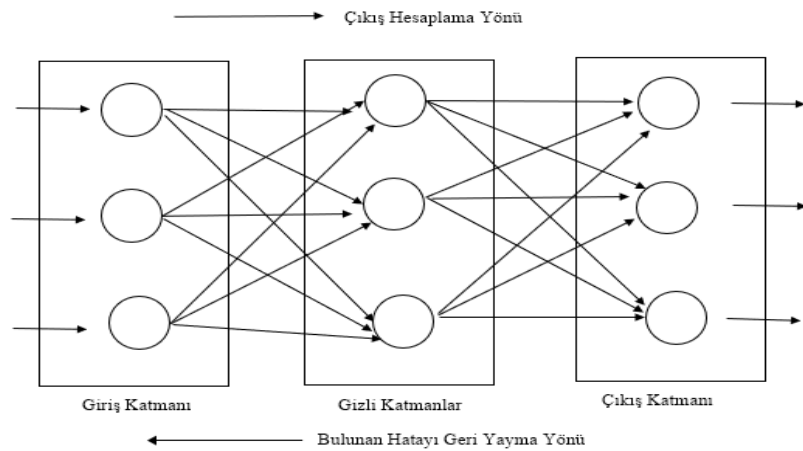 Çıkış Hesaplama Yönü
Giriş Katmanı
Gizli Katmanlar
Çıkış Katmanı
Bulunan Hatayı Geri Yayma Yönü